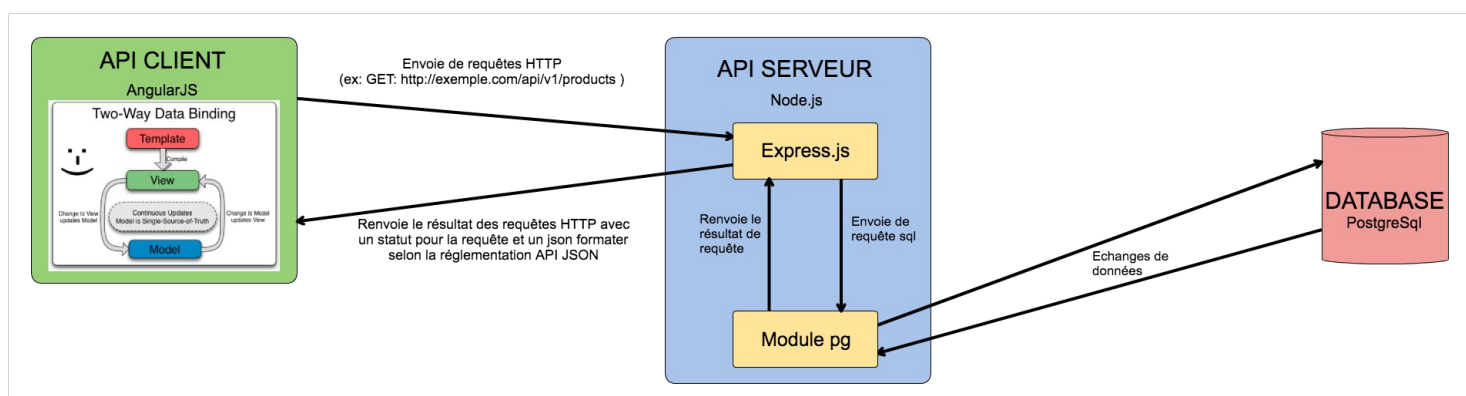 API CLIENT
AngularJS
Two-Way Data Binding
Template
Compile
View
Change to View
updates Model
Continuous Updates
Model is Single-Source-of-Truth
Change to Model
updates View
Model
Envoie de requêtes HTTP
(ex: GET: http://exemple.com/api/v1/products )
Renvoie le résultat des requêtes HTTP avec
un statut pour la requête et un json formater
selon la réglementation API JSON
API SERVEUR
Node.js
Express.js
Renvoie le
résultat de
requête
Envoie de
requête sql
Module pg
Echanges de
données
DATABASE
PostgreSql